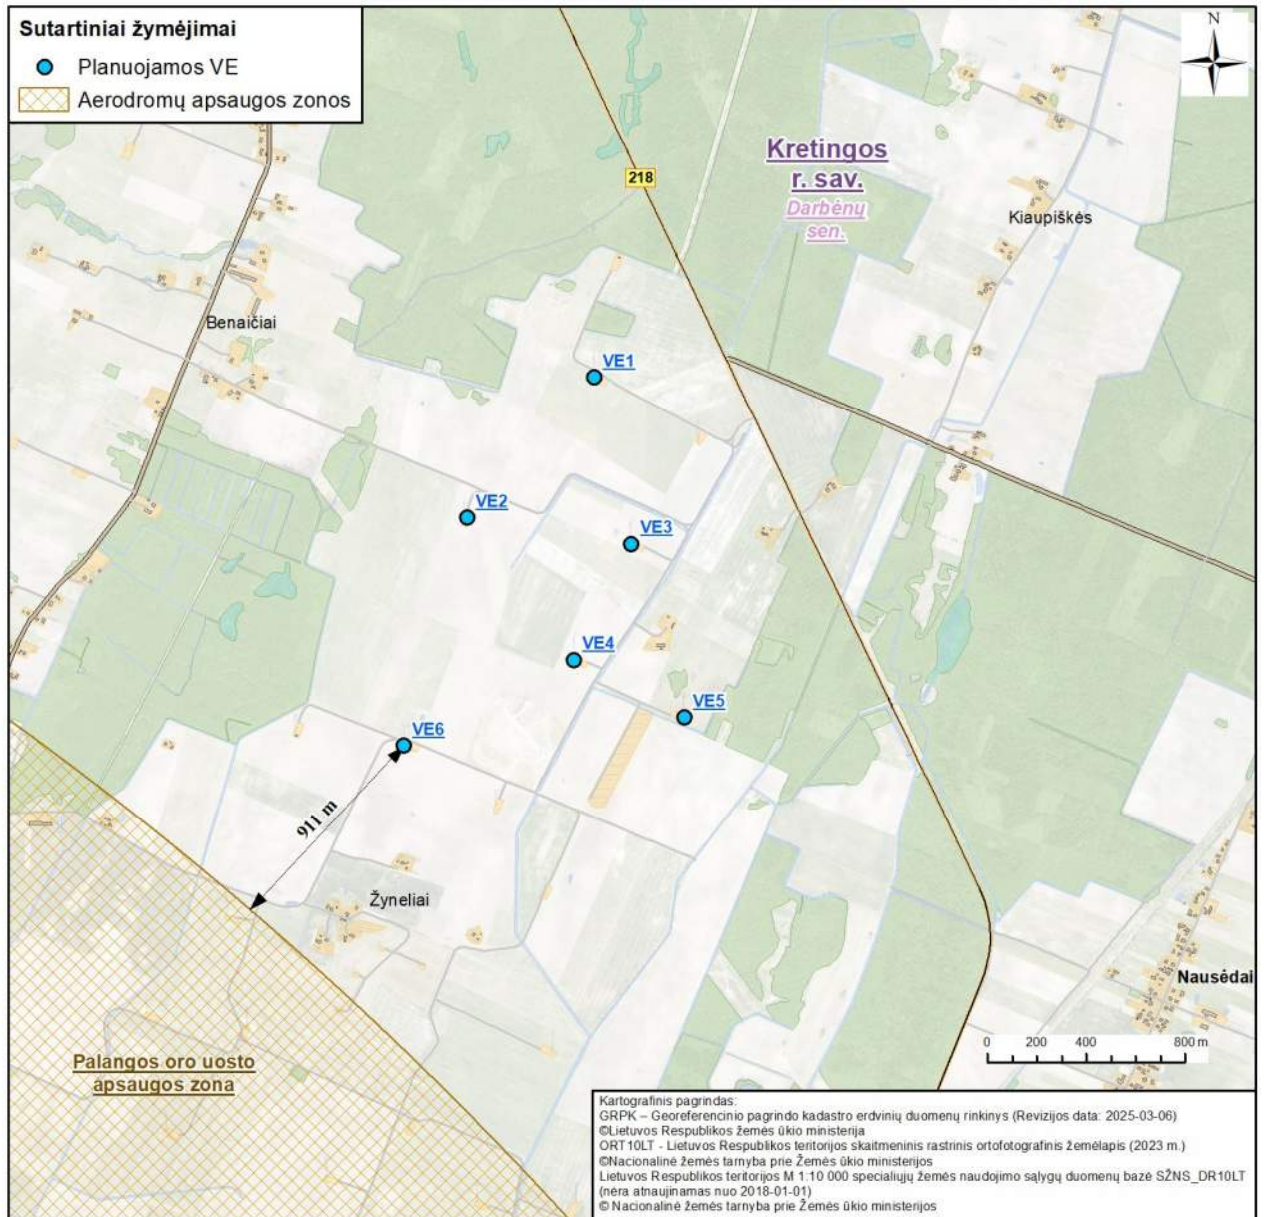 Sutartiniai žymėjimai
Planuojamos VE
Aerodromų apsaugos zonos
N
218
Kretingos
r. sav.
Darbėnų
sen.
Kiaupiškės
Benaičiai
VE1
VE2
VE3
VE4
VE5
VE6
911 m
Žyneliai
Nausėdai
0 200 400 800 m
Palangos oro uosto
apsaugos zona
Kartografinis pagrindas:
GRPK – Georeferencinio pagrindo kadastro erdvinių duomenų rinkinys (Revizijos data: 2025-03-06)
©Lietuvos Respublikos žemės ūkio ministerija
ORT10LT - Lietuvos Respublikos teritorijos skaitmeninis rastrinis ortofotografinis žemėlapis (2023 m.)
©Nacionalinė žemės tarnyba prie Žemės ūkio ministerijos
Lietuvos Respublikos teritorijos M 1:10 000 specialiųjų žemės naudojimo sąlygų duomenų bazė SŽNS_DR10LT
(nėra atnaujinamas nuo 2018-01-01)
© Nacionalinė žemės tarnyba prie Žemės ūkio ministerijos